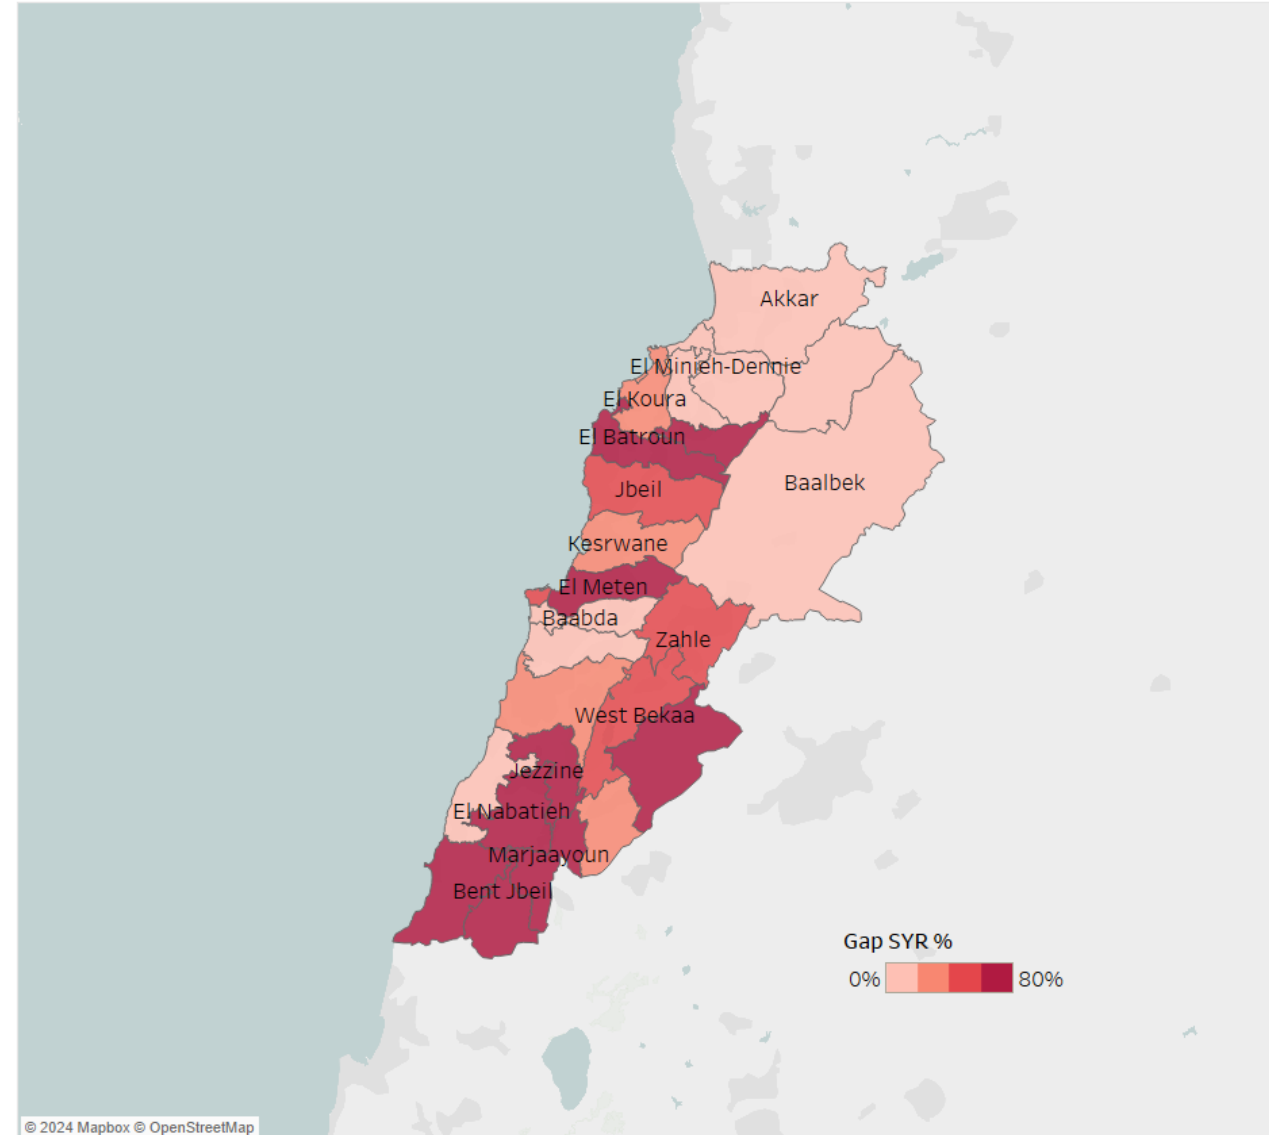 Akkar
El Minieh-Dennie
El Koura
El Batroun
Jbeil
Baalbek
Kesrwane
El Meten
Baabda
Zahle
West Bekaa
Jezzine
El Nabatieh
Marjaayoun
Bent Jbeil
Gap SYR %
0% 80%
© 2024 Mapbox © OpenStreetMap